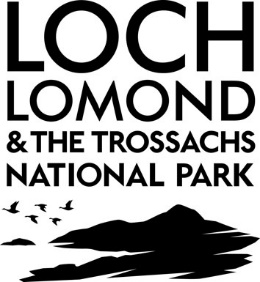 LOCH
LOMOND
& THE TROSSACHS
NATIONAL PARK